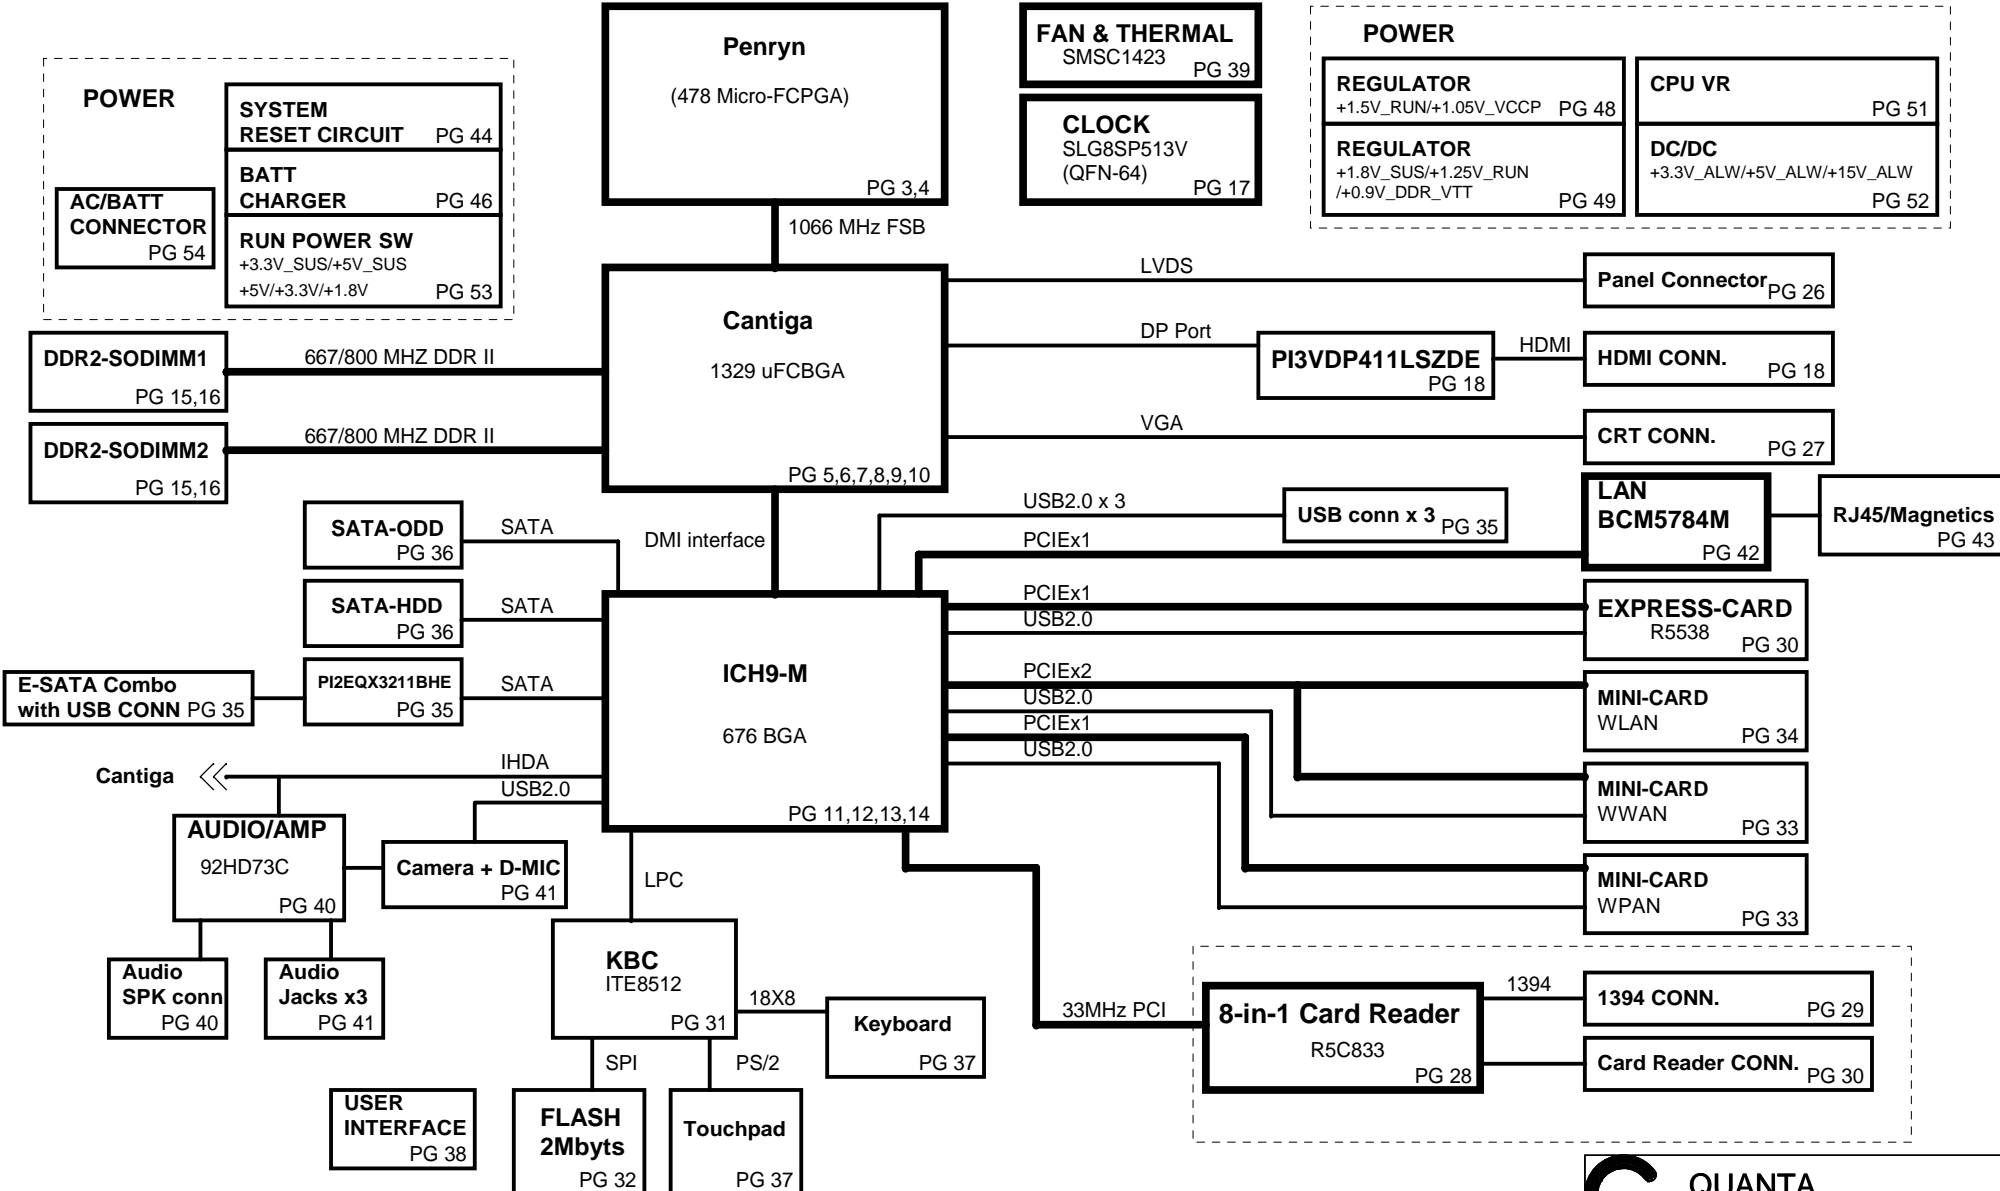 POWER
SYSTEM
RESET CIRCUIT PG 44
BATT
CHARGER PG 46
AC/BATT
CONNECTOR
PG 54
RUN POWER SW
+3.3V_SUS/+5V_SUS
+5V/+3.3V/+1.8V PG 53
Penryn
(478 Micro-FCPGA)
PG 3,4
1066 MHz FSB
FAN & THERMAL
SMSC1423
PG 39
CLOCK
SLG8SP513V
(QFN-64)
PG 17
POWER
REGULATOR
+1.5V_RUN/+1.05V_VCCP PG 48
CPU VR
PG 51
REGULATOR
+1.8V_SUS/+1.25V_RUN
/+0.9V_DDR_VTT
PG 49
DC/DC
+3.3V_ALW/+5V_ALW/+15V_ALW
PG 52
DDR2-SODIMM1
PG 15,16
667/800 MHZ DDR II
DDR2-SODIMM2
PG 15,16
667/800 MHZ DDR II
Cantiga
1329 uFCBGA
PG 5,6,7,8,9,10
LVDS
Panel Connector
PG 26
DP Port
PI3VDP411LSZDE
PG 18
HDMI
HDMI CONN.
PG 18
VGA
CRT CONN.
PG 27
USB2.0 x 3
USB conn x 3
PG 35
PCIEx1
LAN
BCM5784M
PG 42
RJ45/Magnetics
PG 43
SATA-ODD
PG 36
SATA
DMI interface
SATA-HDD
PG 36
SATA
E-SATA Combo
with USB CONN PG 35
PI2EQX3211BHE
PG 35
SATA
ICH9-M
676 BGA
PG 11,12,13,14
PCIEx1
USB2.0
EXPRESS-CARD
R5538
PG 30
PCIEx2
USB2.0
PCIEx1
USB2.0
MINI-CARD
WLAN
PG 34
MINI-CARD
WWAN
PG 33
MINI-CARD
WPAN
PG 33
Cantiga
IHDA
USB2.0
AUDIO/AMP
92HD73C
PG 40
Camera + D-MIC
PG 41
LPC
Audio
SPK conn
PG 40
Audio
Jacks x3
PG 41
KBC
ITE8512
PG 31
18X8
Keyboard
PG 37
SPI
PS/2
USER
INTERFACE
PG 38
FLASH
2Mbyts
PG 32
Touchpad
PG 37
33MHz PCI
8-in-1 Card Reader
R5C833
PG 28
1394
1394 CONN.
PG 29
Card Reader CONN.
PG 30
QUANTA